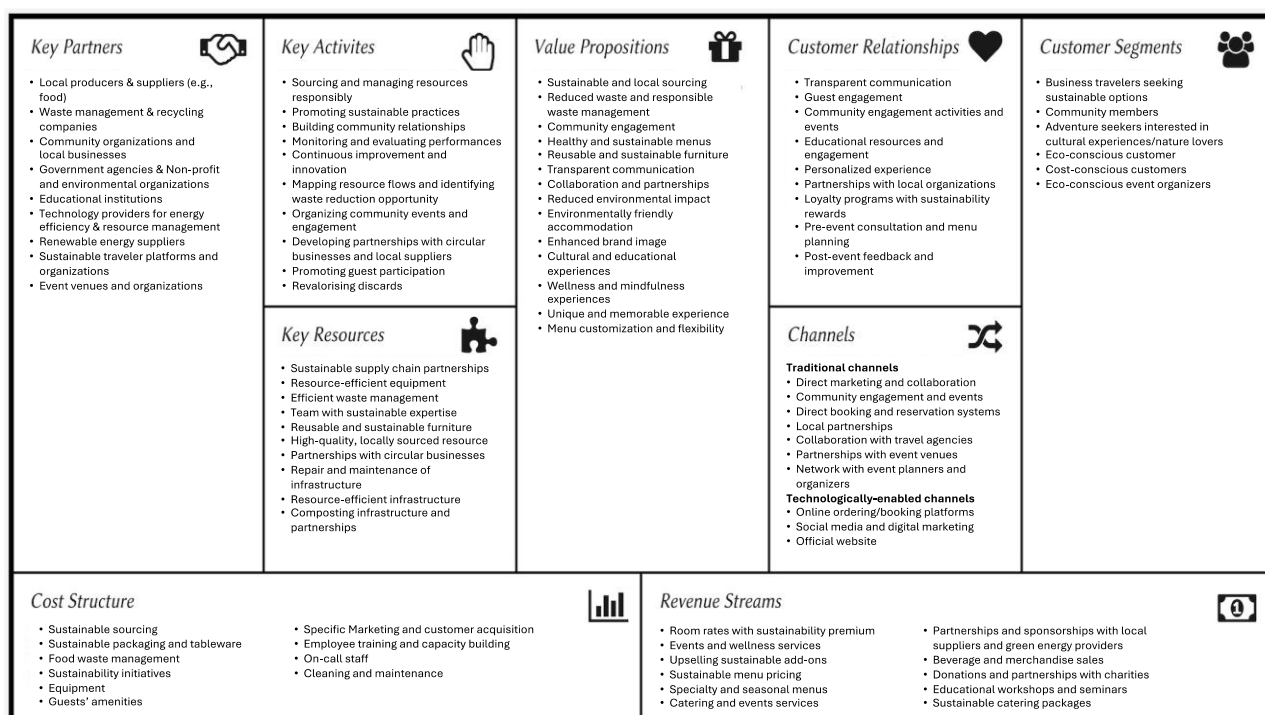 Key Partners
• Local producers & suppliers (e.g.,
food)
• Waste management & recycling
companies
• Community organizations and
local businesses
• Government agencies & Non-profit
and environmental organizations
• Educational institutions
• Technology providers for energy
efficiency & resource management
• Renewable energy suppliers
• Sustainable traveler platforms and
organizations
• Event venues and organizations
Key Activites
• Sourcing and managing resources
responsibly
• Promoting sustainable practices
• Building community relationships
• Monitoring and evaluating performances
• Continuous improvement and
innovation
• Mapping resource flows and identifying
waste reduction opportunity
• Organizing community events and
engagement
• Developing partnerships with circular
businesses and local suppliers
• Promoting guest participation
• Revalorising discards
Key Resources
• Sustainable supply chain partnerships
• Resource-efficient equipment
• Efficient waste management
• Team with sustainable expertise
• Reusable and sustainable furniture
• High-quality, locally sourced resource
• Partnerships with circular businesses
• Repair and maintenance of
infrastructure
• Resource-efficient infrastructure
• Composting infrastructure and
partnerships
Value Propositions
• Sustainable and local sourcing
• Reduced waste and responsible
waste management
• Community engagement
• Healthy and sustainable menus
• Reusable and sustainable furniture
• Transparent communication
• Collaboration and partnerships
• Reduced environmental impact
• Environmentally friendly
accommodation
• Enhanced brand image
• Cultural and educational
experiences
• Wellness and mindfulness
experiences
• Unique and memorable experience
• Menu customization and flexibility
Customer Relationships
• Transparent communication
• Guest engagement
• Community engagement activities and
events
• Educational resources and
engagement
• Personalized experience
• Partnerships with local organizations
• Loyalty programs with sustainability
rewards
• Pre-event consultation and menu
planning
• Post-event feedback and
improvement
Channels
Traditional channels
• Direct marketing and collaboration
• Community engagement and events
• Direct booking and reservation systems
• Local partnerships
• Collaboration with travel agencies
• Partnerships with event venues
• Network with event planners and
organizers
Technologically-enabled channels
• Online ordering/booking platforms
• Social media and digital marketing
• Official website
Customer Segments
• Business travelers seeking
sustainable options
• Community members
• Adventure seekers interested in
cultural experiences/nature lovers
• Eco-conscious customer
• Cost-conscious customers
• Eco-conscious event organizers
Cost Structure
• Sustainable sourcing
• Sustainable packaging and tableware
• Food waste management
• Sustainability initiatives
• Equipment
• Guests' amenities
• Specific Marketing and customer acquisition
• Employee training and capacity building
• On-call staff
• Cleaning and maintenance
Revenue Streams
1
• Room rates with sustainability premium
• Events and wellness services
• Upselling sustainable add-ons
• Sustainable menu pricing
• Specialty and seasonal menus
• Catering and events services
• Partnerships and sponsorships with local
suppliers and green energy providers
• Beverage and merchandise sales
• Donations and partnerships with charities
• Educational workshops and seminars
• Sustainable catering packages